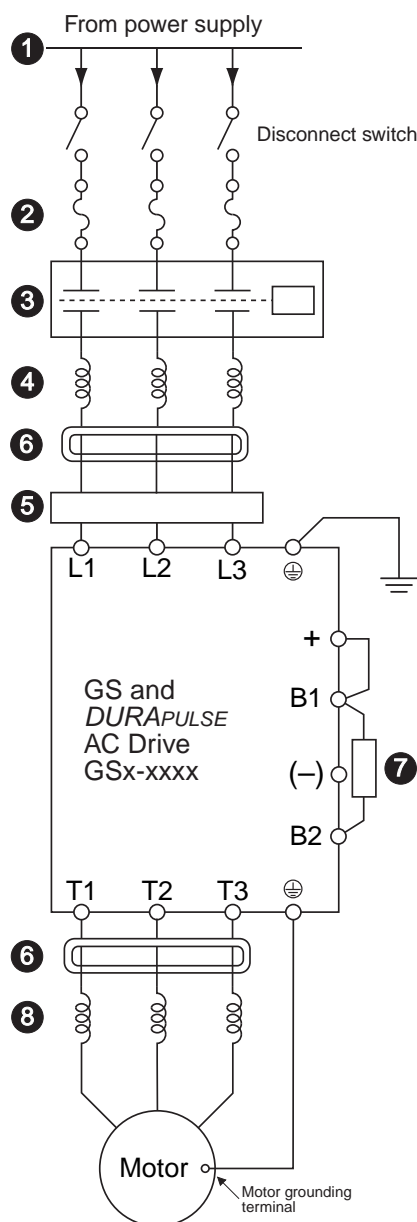 From power supply
1
Disconnect switch
2
3
4
6
5
L1 L2 L3
+
GS and
DURAPULSE
AC Drive
GSx-xxxx
B1
(–)
7
B2
T1 T2 T3
6
8
Motor
Motor grounding
terminal